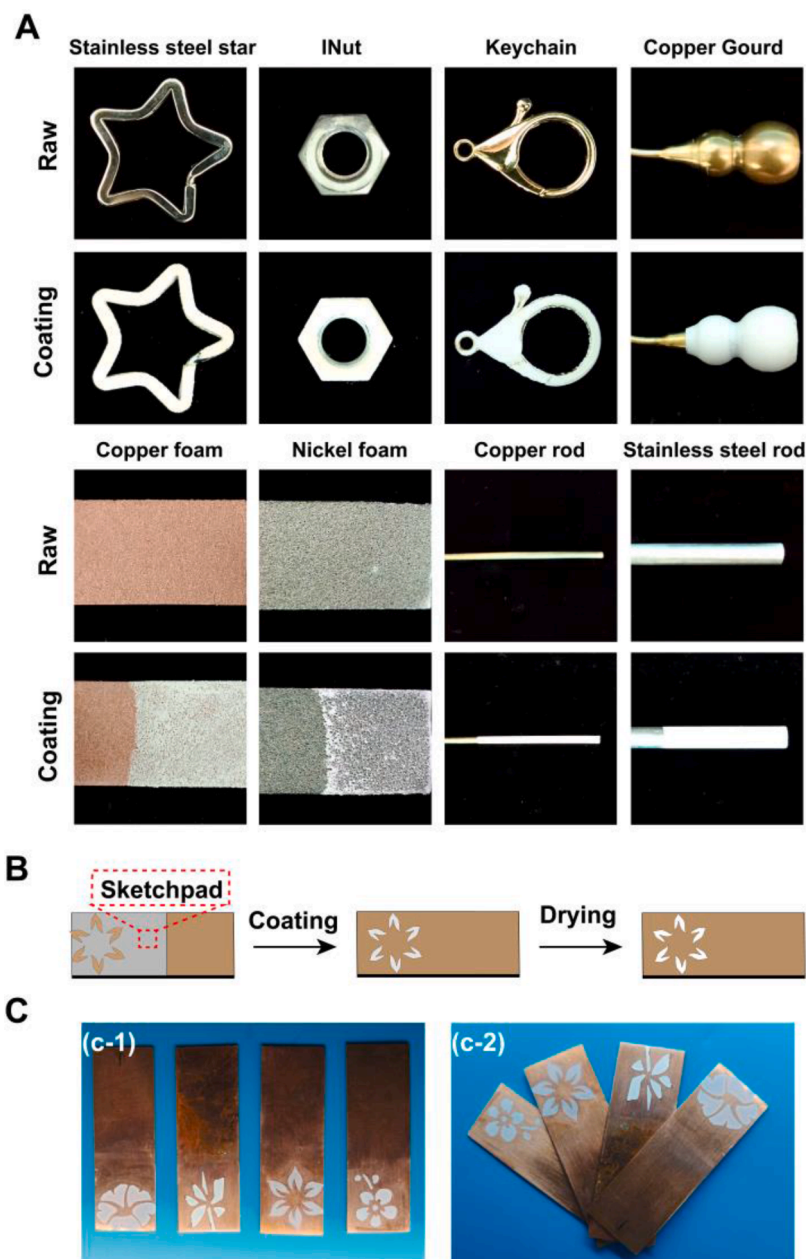 A
Stainless steel star INut Keychain Copper Gourd
Raw
Coating
Copper foam Nickel foam Copper rod Stainless steel rod
Raw
Coating
B
Sketchpad
Coating Drying
C
(c-1) (c-2)